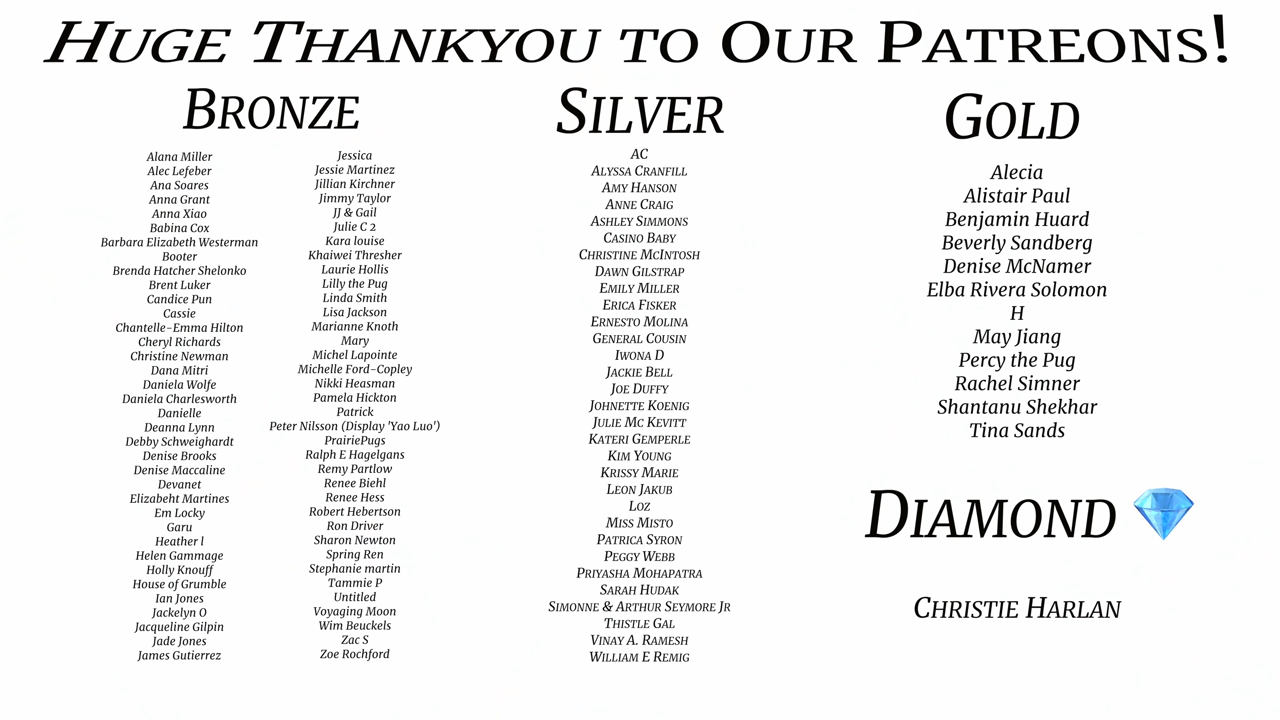 HUGE THANKYOU TO OUR PATREONS!
BRONZE
Alana Miller
Alec Lefeber
Ana Soares
Anna Grant
Anna Xiao
Babina Cox
Barbara Elizabeth Westerman
Booter
Brenda Hatcher Shelonko
Brent Luker
Candice Pun
Cassie
Chantelle-Emma Hilton
Cheryl Richards
Christine Newman
Dana Mitri
Daniela Wolfe
Daniela Charlesworth
Danielle
Deanna Lynn
Debby Schweighardt
Denise Brooks
Denise Maccaline
Devanet
Elizabeht Martines
Em Locky
Garu
Heather l
Helen Gammage
Holly Knouff
House of Grumble
Ian Jones
Jackelyn O
Jacqueline Gilpin
Jade Jones
James Gutierrez
Jessica
Jessie Martinez
Jillian Kirchner
Jimmy Taylor
JJ & Gail
Julie C 2
Kara louise
Khaiwei Thresher
Laurie Hollis
Lilly the Pug
Linda Smith
Lisa Jackson
Marianne Knoth
Mary
Michel Lapointe
Michelle Ford-Copley
Nikki Heasman
Pamela Hickton
Patrick
Peter Nilsson (Display 'Yao Luo')
PrairiePugs
Ralph E Hagelgans
Remy Partlow
Renee Biehl
Renee Hess
Robert Hebertson
Ron Driver
Sharon Newton
Spring Ren
Stephanie martin
Tammie P
Untitled
Voyaging Moon
Wim Beuckels
Zac S
Zoe Rochford
SILVER
AC
ALYSSA CRANFILL
AMY HANSON
ANNE CRAIG
ASHLEY SIMMONS
CASINO BABY
CHRISTINE MCINTOSH
DAWN GILSTRAP
EMILY MILLER
ERICA FISKER
ERNESTO MOLINA
GENERAL COUSIN
IWONA D
JACKIE BELL
JOE DUFFY
JOHNETTE KOENIG
JULIE MC KEVITT
KATERI GEMPERLE
KIM YOUNG
KRISSY MARIE
LEON JAKUB
LOZ
MISS MISTO
PATRICA SYRON
PEGGY WEBB
PRIYASHA MOHAPATRA
SARAH HUDAK
SIMONNE & ARTHUR SEYMORE JR
THISTLE GAL
VINAY A. RAMESH
WILLIAM E REMIG
GOLD
Alecia
Alistair Paul
Benjamin Huard
Beverly Sandberg
Denise McNamer
Elba Rivera Solomon
H
May Jiang
Percy the Pug
Rachel Simner
Shantanu Shekhar
Tina Sands
DIAMOND
CHRISTIE HARLAN